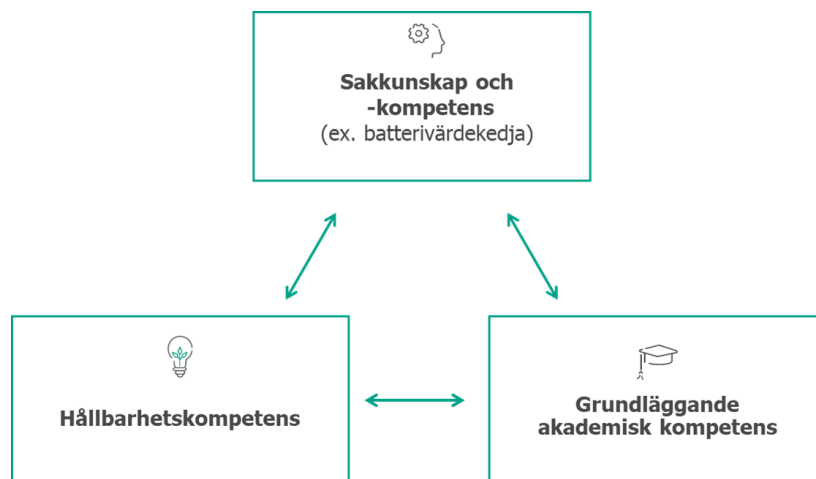 Sakkunskap och
-kompetens
(ex. batterivärdekedja)
Hållbarhetskompetens
Grundläggande
akademisk kompetens